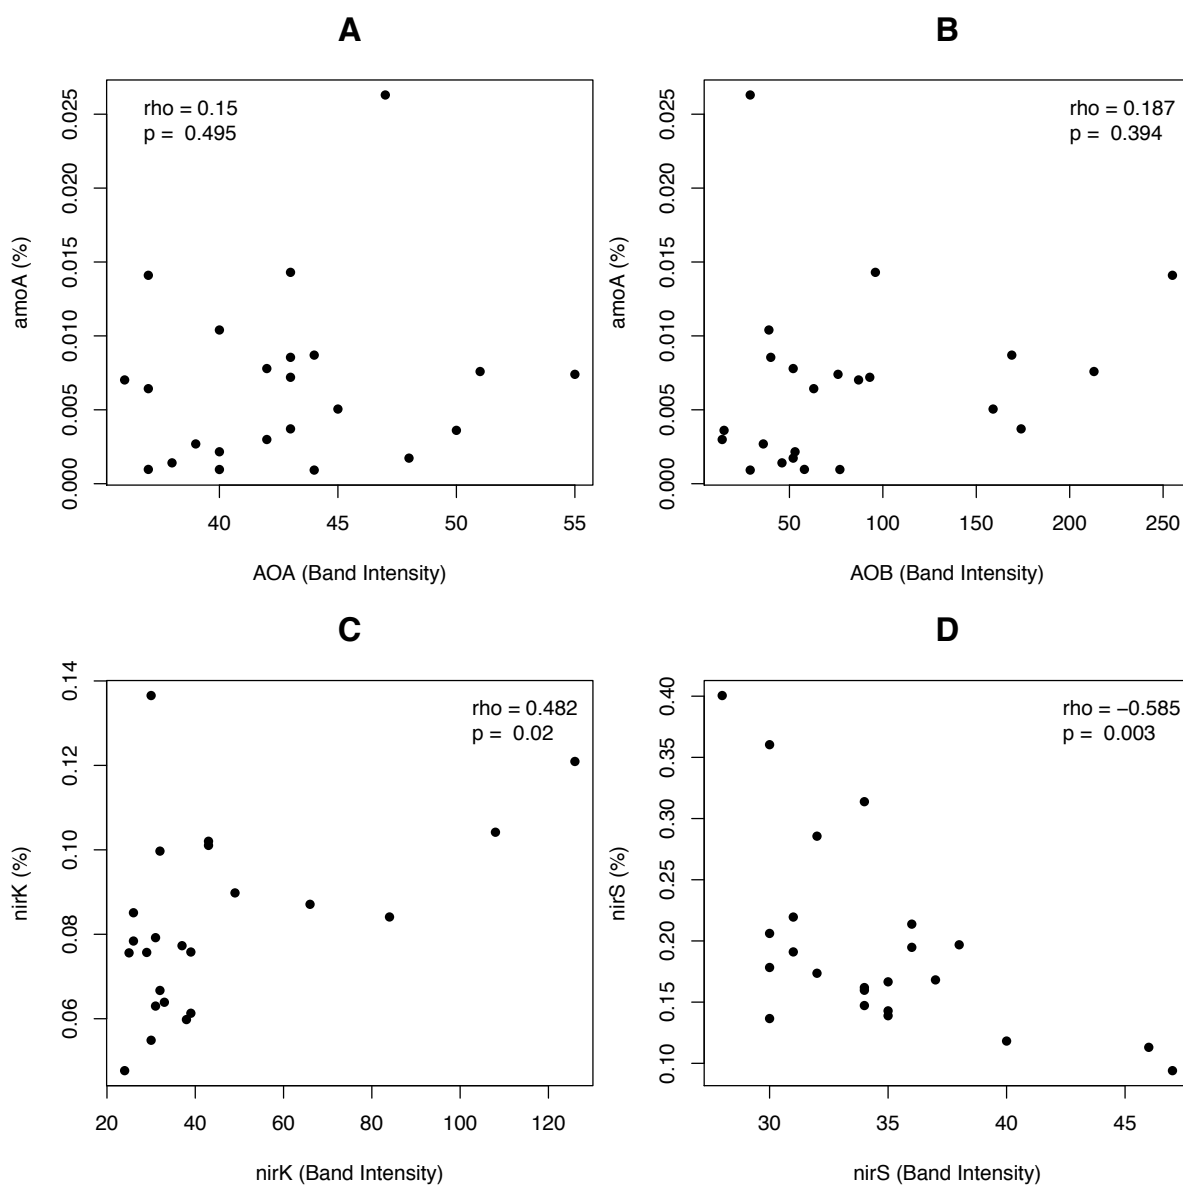 A
rho = 0.15
p = 0.495
0.025
0.020
0.015
0.010
0.005
0.000
amoA (%)
40 45 50 55
AOA (Band Intensity)
B
rho = 0.187
p = 0.394
0.025
0.020
0.015
0.010
0.005
0.000
amoA (%)
50 100 150 200 250
AOB (Band Intensity)
C
rho = 0.482
p = 0.02
0.14
0.12
0.10
0.08
0.06
nirK (%)
20 40 60 80 100 120
nirK (Band Intensity)
D
rho = −0.585
p = 0.003
0.40
0.35
0.30
0.25
0.20
0.15
0.10
nirS (%)
30 35 40 45
nirS (Band Intensity)